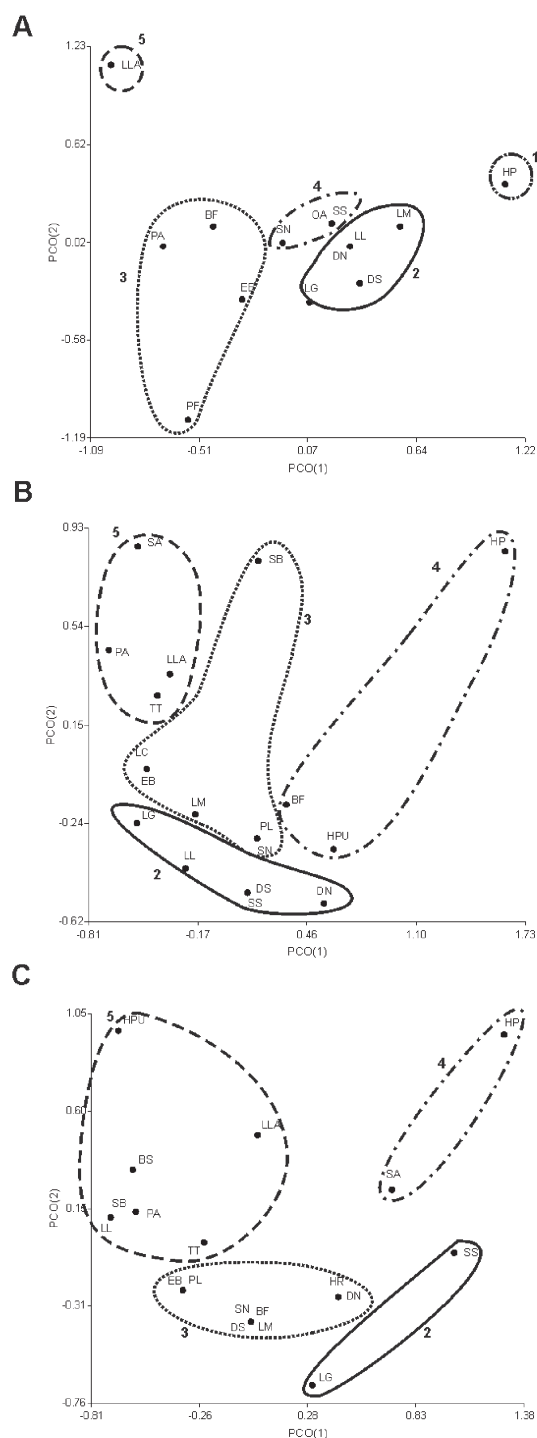 A
1.23
5
LLA
0.62
1
HP
4
OA SS
LM
BF
SN
PA
LL
0.02
DN
3
2
DS
EB
LG
-0.58
PF
-1.19
-1.09 -0.51 0.07 0.64 1.22
PCO(1)
PCO(2)
B
0.93
5
SA
HP
4
SB
3
0.54
PA
LLA
TT
0.15
LC
EB
BF
LM
-0.24
LG
PL
HPU
SN
LL
2
DS
DN
SS
-0.62
-0.81 -0.17 0.46 1.10 1.73
PCO(1)
PCO(2)
C
1.05
5 HPU
HP
4
0.60
LLA
BS
SA
SB
PA
0.15
LL
TT
SS
EB PL
HR
DN
-0.31
SN BF
3
DS LM
2
LG
-0.76
-0.81 -0.26 0.28 0.83 1.38
PCO(1)
PCO(2)